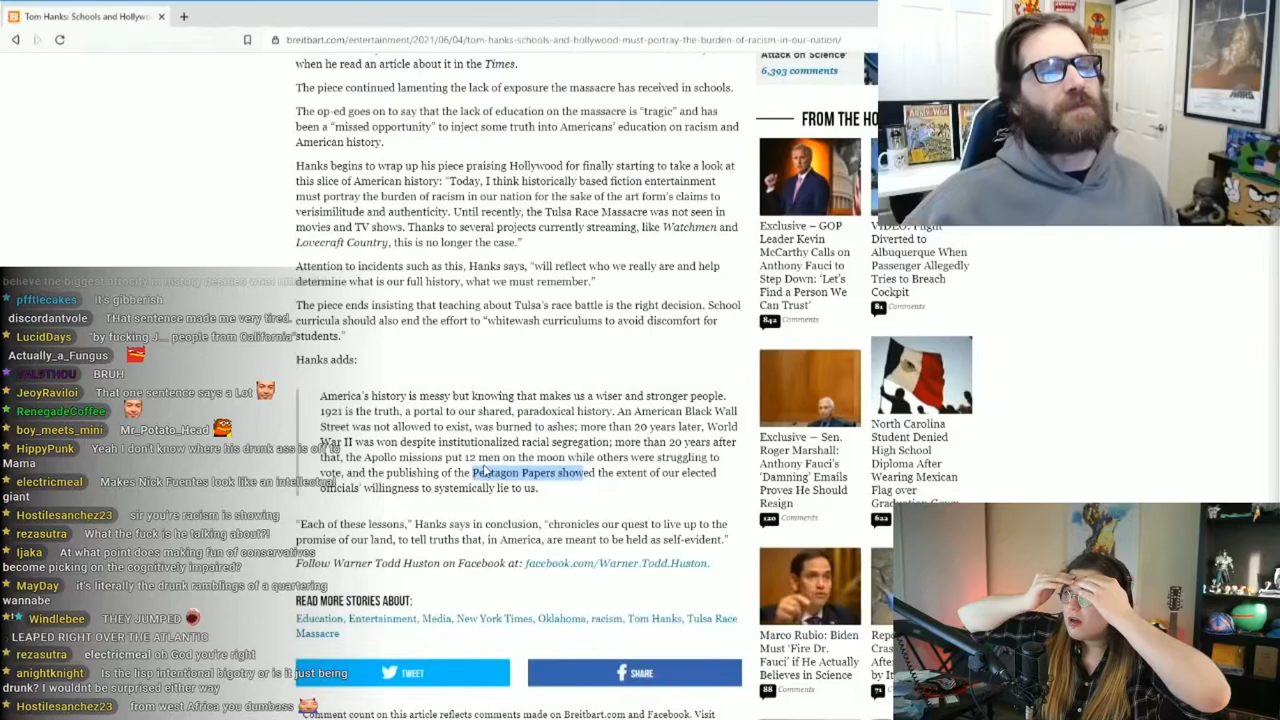 Tom Hanks: Schools and Hollywo
breitbart.com/entertainment/2021/06/04/tom-hanks-schools-and-hollywood-must-portray-the-burden-of-racism-in-our-nation/
when he read an article about it in the Times.
The piece continued lamenting the lack of exposure the massacre has received in schools.
The op-ed goes on to say that the lack of education on the massacre is "tragic" and has
been a "missed opportunity" to inject some truth into Americans' education on racism and
American history.
Hanks begins to wrap up his piece praising Hollywood for finally starting to take a look at
this slice of American history: "Today, I think historically based fiction entertainment
must portray the burden of racism in our nation for the sake of the art form's claims to
verisimilitude and authenticity. Until recently, the Tulsa Race Massacre was not seen in
movies and TV shows. Thanks to several projects currently streaming, like Watchmen and
Lovecraft Country, this is no longer the case."
Attention to incidents such as this, Hanks says, "will reflect who we really are and help
determine what is our full history, what we must remember."
The piece ends insisting that teaching about Tulsa's race battle is the right decision. School
curricula should also end the effort to "whitewash curriculums to avoid discomfort for
students."
Hanks adds:
America's history is messy but knowing that makes us a wiser and stronger people.
1921 is the truth, a portal to our shared, paradoxical history. An American Black Wall
Street was not allowed, was burned to ashes; more than 20 years later, World
War II was won despite institutionalized racial segregation; more than 20 years after
that, the Apollo missions put 12 men on the moon while others were struggling to
vote, and the publishing of the Pentagon Papers showed the extent of our elected
officials' willingness to systemically lie to us.
"Each of these lessons," Hanks says in conclusion, "chronicles our quest to live up to the
promise of our land, to tell truths that, in America, are meant to be held as self-evident."
Follow Warner Todd Huston on Facebook at: facebook.com/Warner.Todd.Huston.
READ MORE STORIES ABOUT:
Education, Entertainment, Media, New York Times, Oklahoma, racism, Tom Hanks, Tulsa Race
Massacre
TWEET
SHARE
Comment count on this article reflects comments made on Breitbart.com and Facebook. Visit
Attack on Science'
6,393 comments
FROM THE HO
Exclusive – GOP
Leader Kevin
McCarthy Calls on
Anthony Fauci to
Step Down: 'Let's
Find a Person We
Can Trust'
842 Comments
VIDEO: Flight
Diverted to
Albuquerque When
Passenger Allegedly
Tries to Breach
Cockpit
81 Comments
Exclusive — Sen.
Roger Marshall:
Anthony Fauci's
'Damning' Emails
Proves He Should
Resign
120 Comments
North Carolina
Student Denied
High School
Diploma After
Wearing Mexican
Flag over
Graduation Gown
622
Marco Rubio: Biden
Must 'Fire Dr.
Fauci' if He Actually
Believes in Science
88 Comments
Repo
Cras
After
by It
71
pfftlecakes It's gibberish
discordantvole THat sentence made me very tired.
LucidDays "by fucking J... people from California"
Actually_a_Fungus
VALSTHOU BRUH
JeoyRaviloi That one sentence says a Lot
RenegadeCoffee
boy_meets_mini Mr_Potato_Head
HippyPunk Yeah I don't know where his drunk ass is off to
Mama
electricmeal Makes Nick Fuentes look like an intellectual
giant
Hostilesanchez23 sir your racism is showing
rezasutra What the fuck is he talking about?!
Ijaka At what point does making fun of conservatives
become picking on the cognitively impaired?
MayDay it's literally the drunk ramblings of a quartering
wannabe
Windlebee THEY JUMPED
LEAPED RIGHT OVER THE ATLANTIC
rezasutra electricmeal oh God you're right
anightknight Is the lisp intentional bigotry or is it just being
drunk? I wouldnt be surprised either way
Hostilesanchez23 from west africa you dumbass